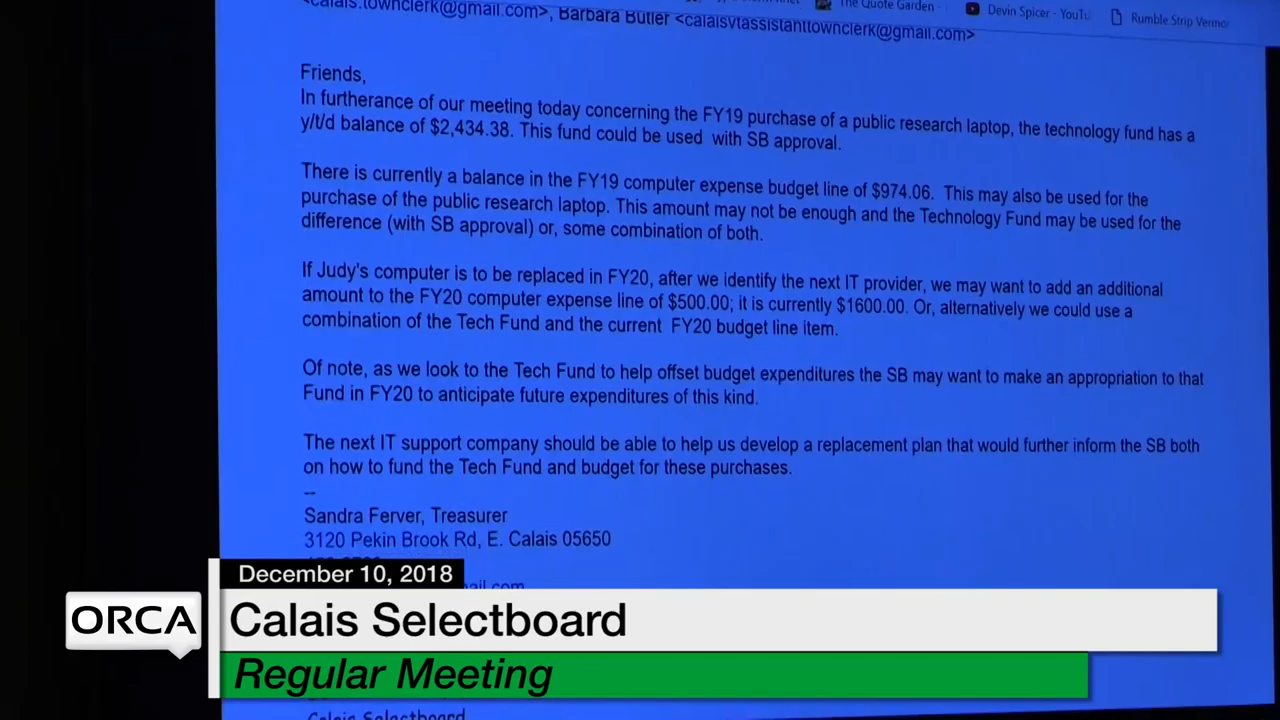 The Quote Garden
Devin Spicer - YouTu
Rumble Strip Vermo
<calais.townclerk@gmail.com>, Barbara Butler <calaisvtassistanttownclerk@gmail.com>
Friends,
In furtherance of our meeting today concerning the FY19 purchase of a public research laptop, the technology fund has a
y/t/d balance of $2,434.38. This fund could be used with SB approval.
There is currently a balance in the FY19 computer expense budget line of $974.06. This may also be used for the
purchase of the public research laptop. This amount may not be enough and the Technology Fund may be used for the
difference (with SB approval) or, some combination of both.
If Judy's computer is to be replaced in FY20, after we identify the next IT provider, we may want to add an additional
amount to the FY20 computer expense line of $500.00; it is currently $1600.00. Or, alternatively we could use a
combination of the Tech Fund and the current FY20 budget line item.
Of note, as we look to the Tech Fund to help offset budget expenditures the SB may want to make an appropriation to that
Fund in FY20 to anticipate future expenditures of this kind.
The next IT support company should be able to help us develop a replacement plan that would further inform the SB both
on how to fund the Tech Fund and budget for these purchases.
--
Sandra Ferver, Treasurer
3120 Pekin Brook Rd, E. Calais 05650
ail.com
December 10, 2018
ORCA
Calais Selectboard
Regular Meeting
Calais Selectboard